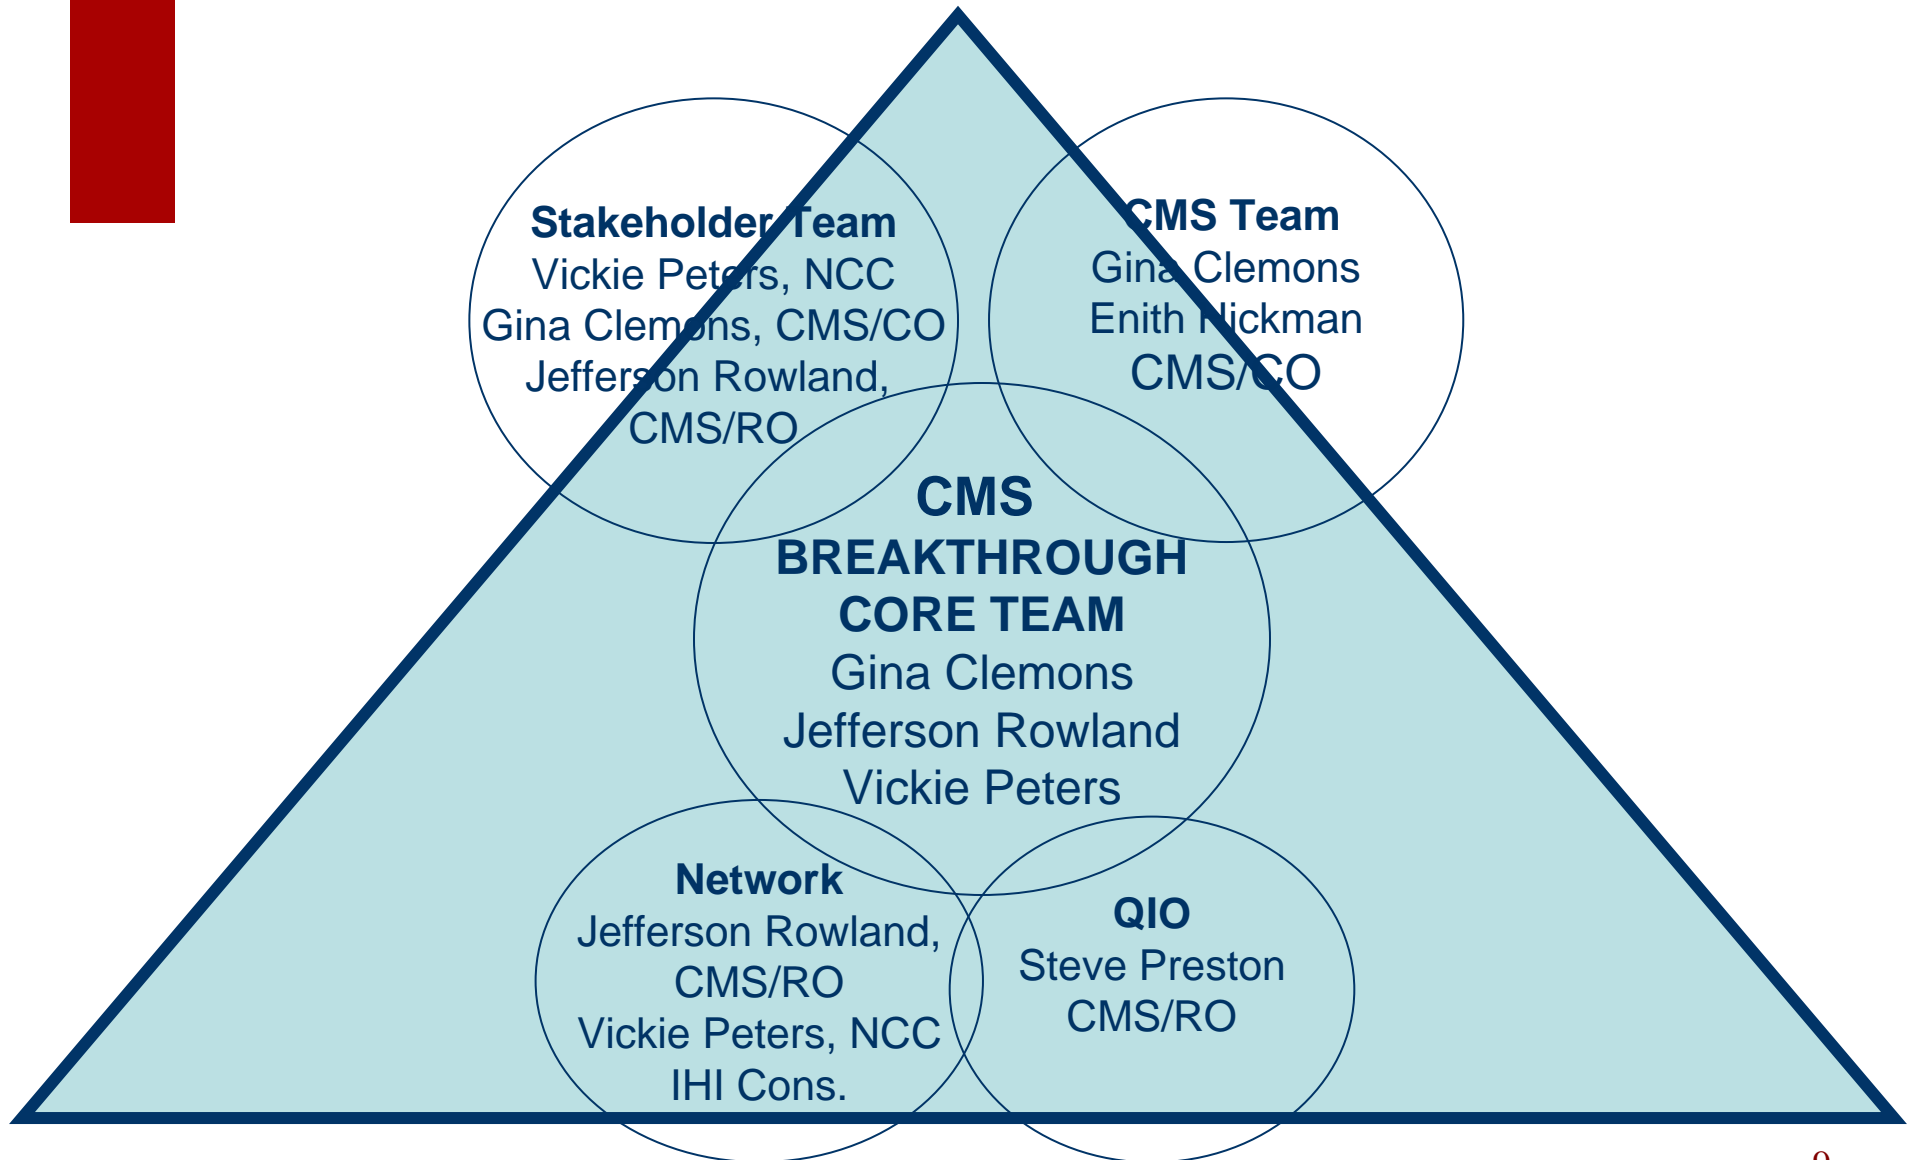 Stakeholder Team
Vickie Peters, NCC
Gina Clemons, CMS/CO
Jefferson Rowland,
CMS/RO
CMS Team
Gina Clemons
Enith Hickman
CMS/CO
CMS
BREAKTHROUGH
CORE TEAM
Gina Clemons
Jefferson Rowland
Vickie Peters
Network
Jefferson Rowland,
CMS/RO
Vickie Peters, NCC
IHI Cons.
QIO
Steve Preston
CMS/RO